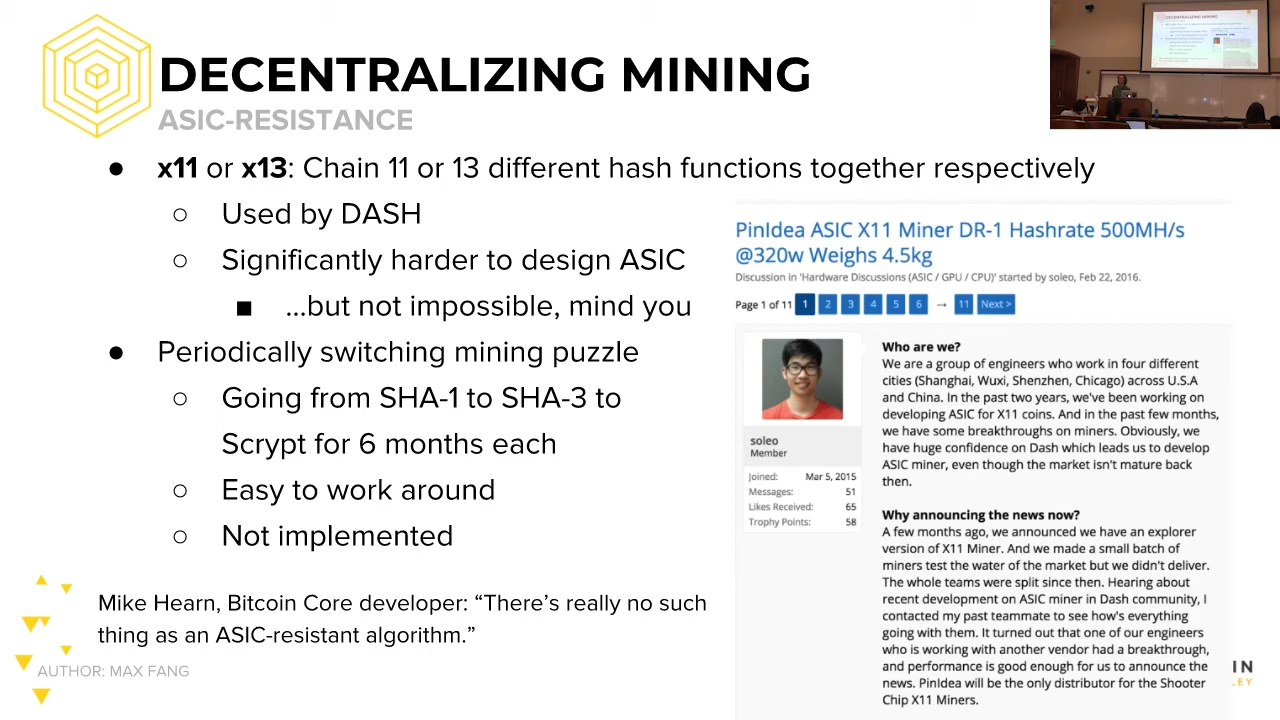 DECENTRALIZING MINING
ASIC-RESISTANCE
● x11 or x13: Chain 11 or 13 different hash functions together respectively
○ Used by DASH
○ Significantly harder to design ASIC
■ ...but not impossible, mind you
● Periodically switching mining puzzle
○ Going from SHA-1 to SHA-3 to
Scrypt for 6 months each
○ Easy to work around
○ Not implemented
Mike Hearn, Bitcoin Core developer: “There’s really no such
thing as an ASIC-resistant algorithm.”
AUTHOR: MAX FANG
PinIdea ASIC X11 Miner DR-1 Hashrate 500MH/s
@320w Weighs 4.5kg
Discussion in 'Hardware Discussions (ASIC / GPU / CPU)' started by soleo, Feb 22, 2016.
Page 1 of 11 1 2 3 4 5 6 → 11 Next >
soleo
Member
Joined: Mar 5, 2015
Messages: 51
Likes Received: 65
Trophy Points: 58
Who are we?
We are a group of engineers who work in four different
cities (Shanghai, Wuxi, Shenzhen, Chicago) across U.S.A
and China. In the past two years, we've been working on
developing ASIC for X11 coins. And in the past few months,
we have some breakthroughs on miners. Obviously, we
have huge confidence on Dash which leads us to develop
ASIC miner, even though the market isn't mature back
then.
Why announcing the news now?
A few months ago, we announced we have an explorer
version of X11 Miner. And we made a small batch of
miners test the water of the market but we didn't deliver.
The whole teams were split since then. Hearing about
recent development on ASIC miner in Dash community, I
contacted my past teammate to see how's everything
going with them. It turned out that one of our engineers
who is working with another vendor had a breakthrough,
and performance is good enough for us to announce the
news. PinIdea will be the only distributor for the Shooter
Chip X11 Miners.
IN
LEY
DECENTRALIZING MINING